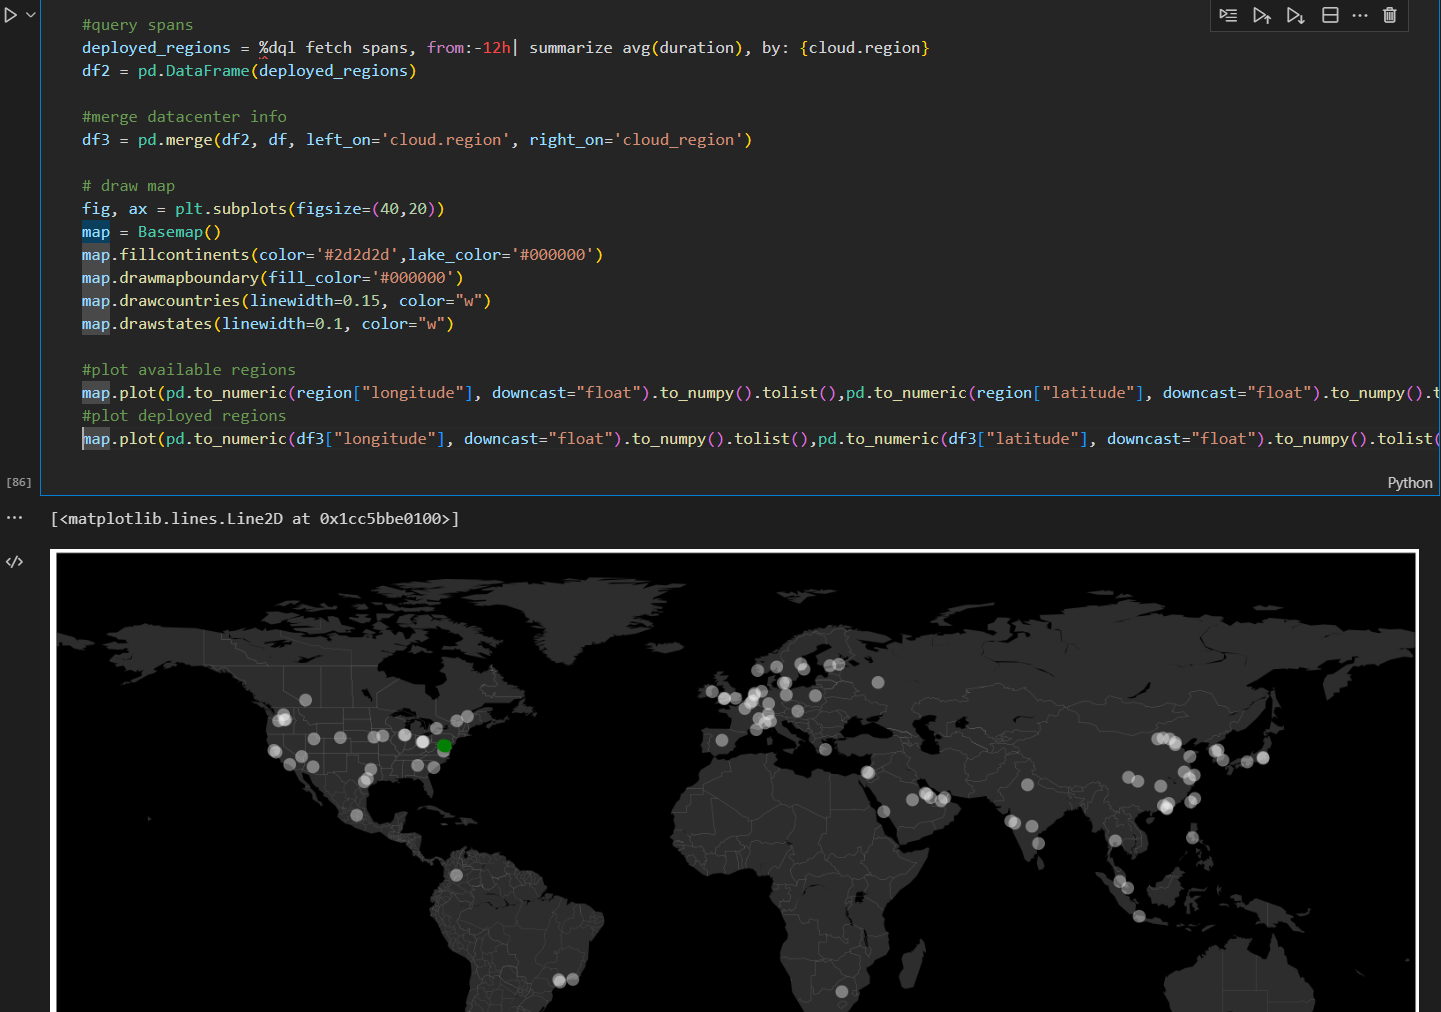 #query spans
deployed_regions = %dql fetch spans, from:-12h| summarize avg(duration), by: {cloud.region}
df2 = pd.DataFrame(deployed_regions)
#merge datacenter info
df3 = pd.merge(df2, df, left_on='cloud.region', right_on='cloud_region')
# draw map
fig, ax = plt.subplots(figsize=(40,20))
map = Basemap()
map.fillcontinents(color='#2d2d2d',lake_color='#000000')
map.drawmapboundary(fill_color='#000000')
map.drawcountries(linewidth=0.15, color="w")
map.drawstates(linewidth=0.1, color="w")
#plot available regions
map.plot(pd.to_numeric(region["longitude"], downcast="float").to_numpy().tolist(),pd.to_numeric(region["latitude"], downcast="float").to_numpy().t
#plot deployed regions
map.plot(pd.to_numeric(df3["longitude"], downcast="float").to_numpy().tolist(),pd.to_numeric(df3["latitude"], downcast="float").to_numpy().tolist(
[86]
Python
[<matplotlib.lines.Line2D at 0x1cc5bbe0100>]